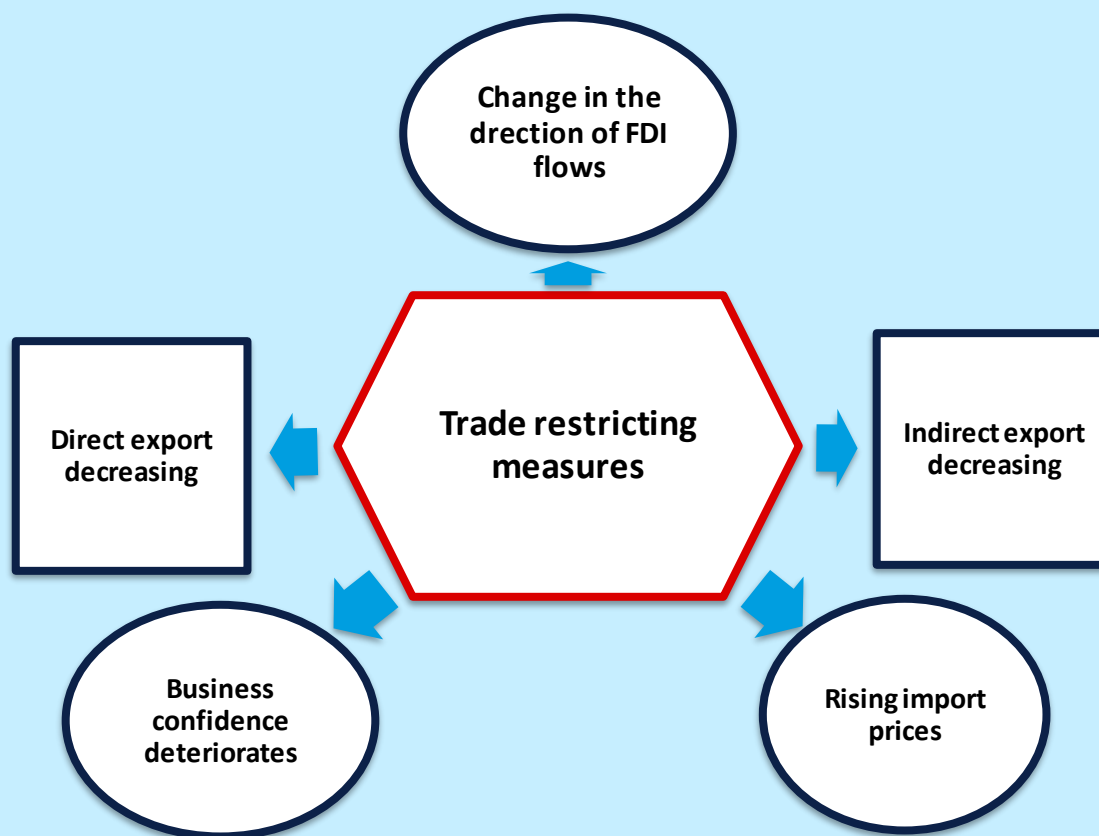 Change in the
drection of FDI
flows
Trade restricting
measures
Direct export
decreasing
Indirect export
decreasing
Business
confidence
deteriorates
Rising import
prices